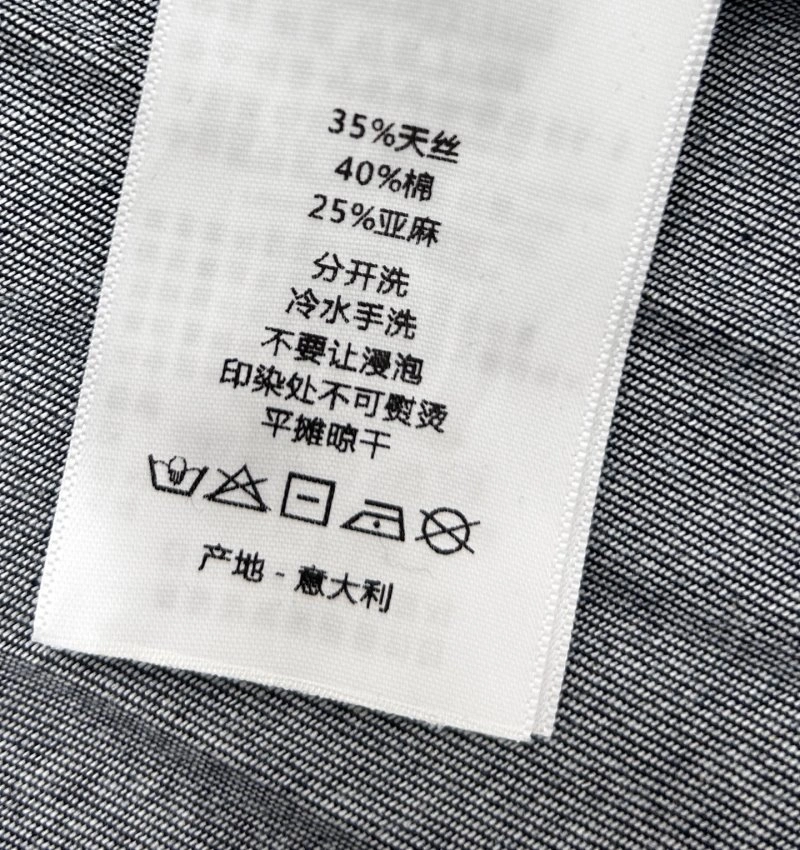 35%天丝
40%棉
25%亚麻
分开洗
冷水手洗
不要让漫泡
印染处不可熨烫
平摊晾干
产地 - 意大利